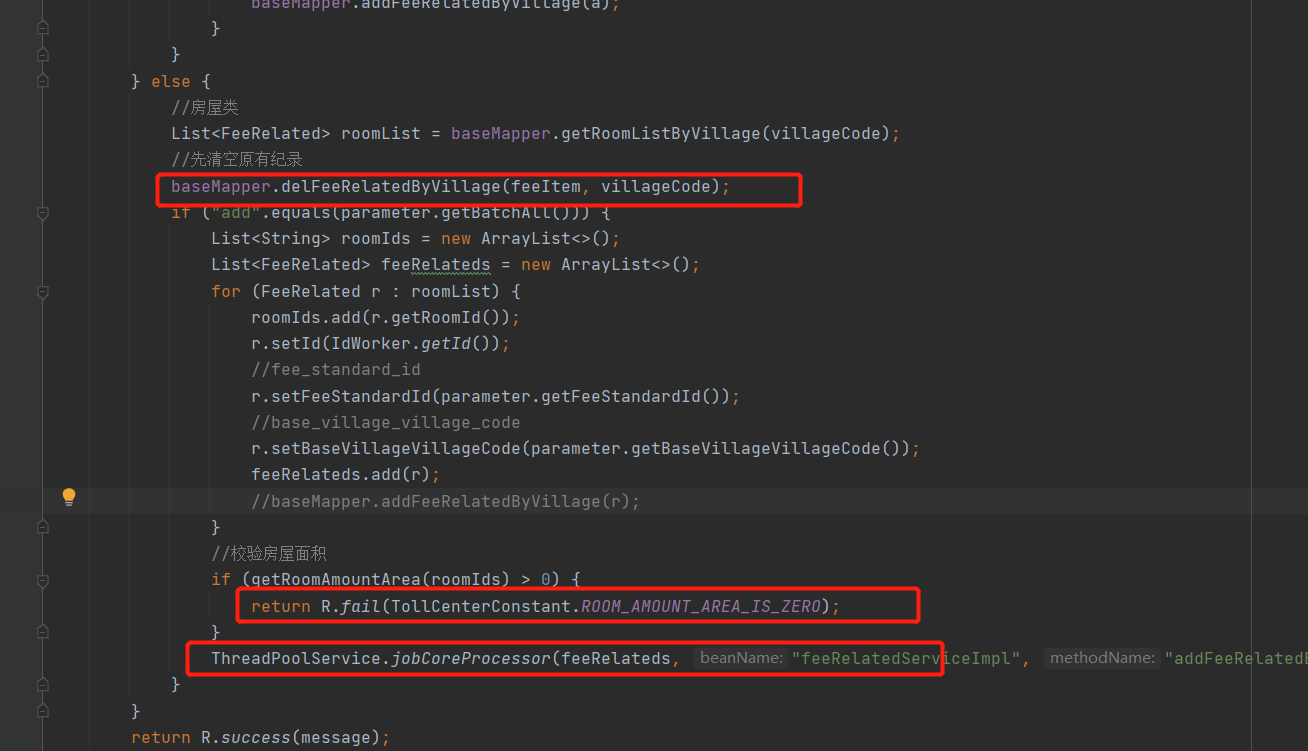 baseMapper.addFeeRelatedByVillage(a);
}
}
} else {
//房屋类
List<FeeRelated> roomList = baseMapper.getRoomListByVillage(villageCode);
//先清空原有纪录
baseMapper.delFeeRelatedByVillage(feeItem, villageCode);
if ("add".equals(parameter.getBatchAll())) {
List<String> roomIds = new ArrayList<>();
List<FeeRelated> feeRelateds = new ArrayList<>();
for (FeeRelated r : roomList) {
roomIds.add(r.getRoomId());
r.setId(IdWorker.getId());
//fee_standard_id
r.setFeeStandardId(parameter.getFeeStandardId());
//base_village_village_code
r.setBaseVillageVillageCode(parameter.getBaseVillageVillageCode());
feeRelateds.add(r);
//baseMapper.addFeeRelatedByVillage(r);
}
//校验房屋面积
if (getRoomAmountArea(roomIds) > 0) {
return R.fail(TollCenterConstant.ROOM_AMOUNT_AREA_IS_ZERO);
}
ThreadPoolService.jobCoreProcessor(feeRelateds, beanName: "feeRelatedServiceImpl", methodName: "addFeeRelated
}
}
return R.success(message);